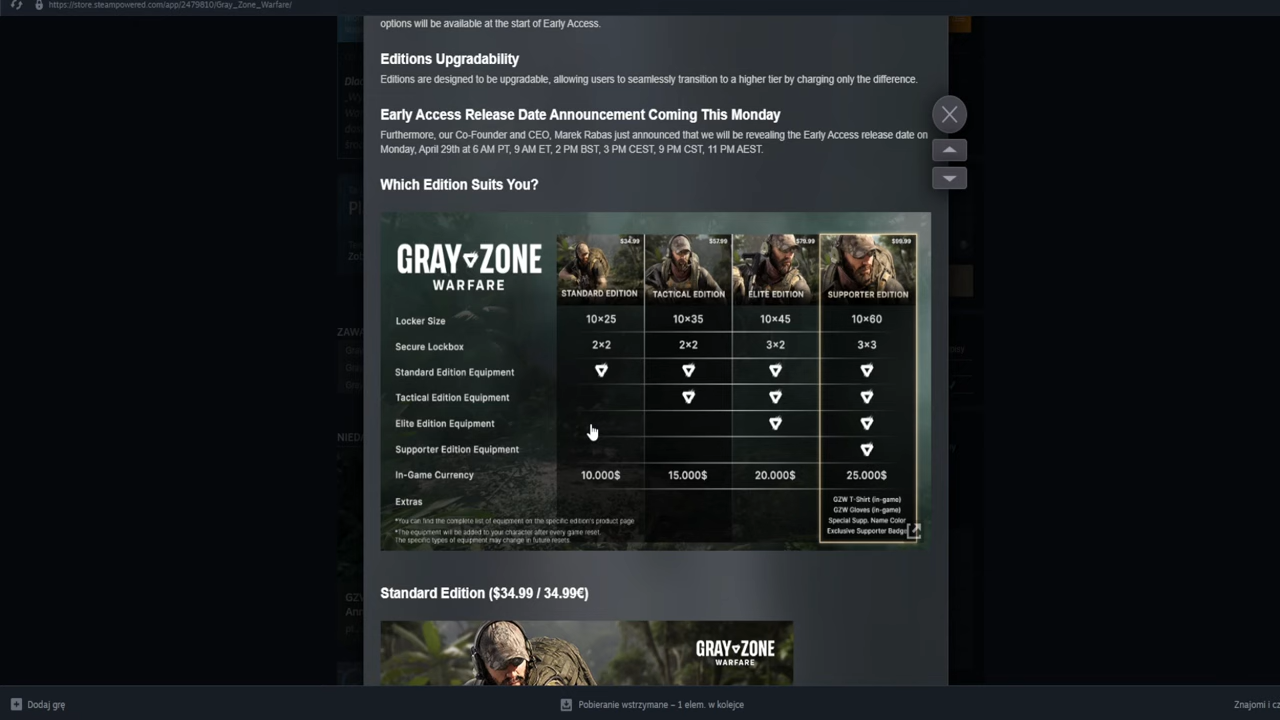 https://store.steampowered.com/app/2479810/Gray_Zone_Warfare/
options will be available at the start of Early Access.
Editions Upgradability
Editions are designed to be upgradable, allowing users to seamlessly transition to a higher tier by charging only the difference.
Early Access Release Date Announcement Coming This Monday
Furthermore, our Co-Founder and CEO, Marek Rabas just announced that we will be revealing the Early Access release date on
Monday, April 29th at 6 AM PT, 9 AM ET, 2 PM BST, 3 PM CEST, 9 PM CST, 11 PM AEST.
Which Edition Suits You?
GRAY ZONE
WARFARE
$34.99 $57.99 $79.99 $99.99
STANDARD EDITION TACTICAL EDITION ELITE EDITION SUPPORTER EDITION
Locker Size 10×25 10×35 10×45 10×60
Secure Lockbox 2×2 2×2 3×2 3×3
Standard Edition Equipment
Tactical Edition Equipment
Elite Edition Equipment
Supporter Edition Equipment
In-Game Currency 10.000$ 15.000$ 20.000$ 25.000$
Extras
GZW T-Shirt (in-game)
GZW Gloves (in-game)
Special Supp. Name Color
Exclusive Supporter Badge
*You can find the complete list of equipment on the specific edition's product page
*The equipment will be added to your character after every game reset.
The specific types of equipment may change in future resets.
Standard Edition ($34.99 / 34.99€)
GRAY ZONE
WARFARE
Dodaj grę
Pobieranie wstrzymane – 1 elem. w kolejce
Znajomi i cz